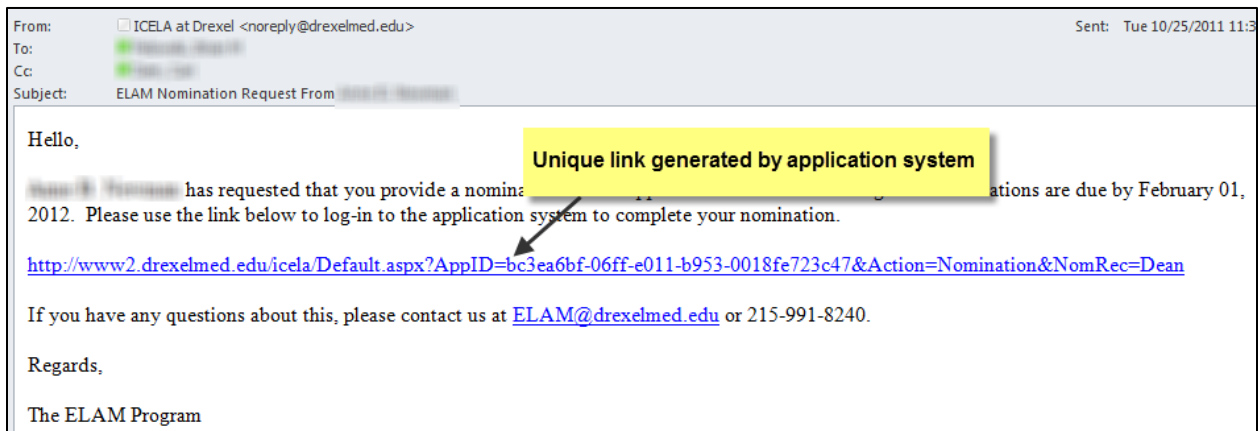 From: ICELA at Drexel <noreply@drexelmed.edu> Sent: Tue 10/25/2011 11:3
To:
Cc:
Subject: ELAM Nomination Request From
Hello,
Unique link generated by application system
has requested that you provide a nomina ations are due by February 01,
2012. Please use the link below to log-in to the application system to complete your nomination.
http://www2.drexelmed.edu/icela/Default.aspx?AppID=bc3ea6bf-06ff-e011-b953-0018fe723c47&Action=Nomination&NomRec=Dean
If you have any questions about this, please contact us at ELAM@drexelmed.edu or 215-991-8240.
Regards,
The ELAM Program